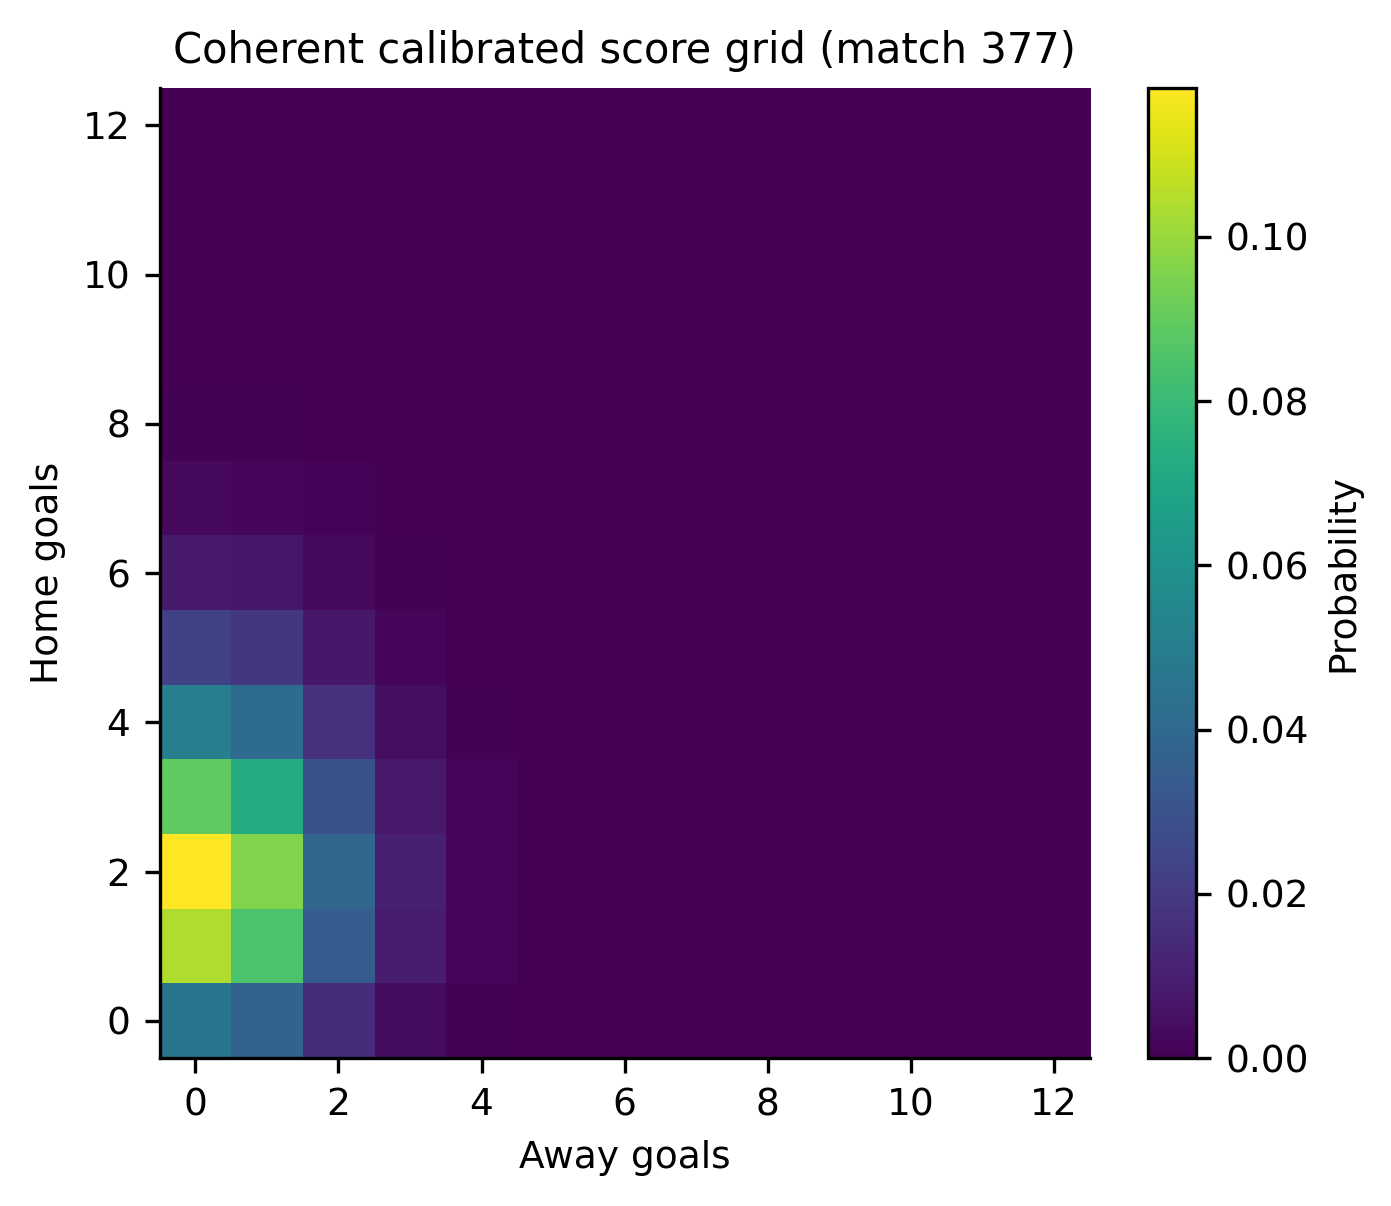 Coherent calibrated score grid (match 377)
12
10
8
6
4
2
0
Home goals
0 2 4 6 8 10 12
Away goals
0.10
0.08
0.06
0.04
0.02
0.00
Probability